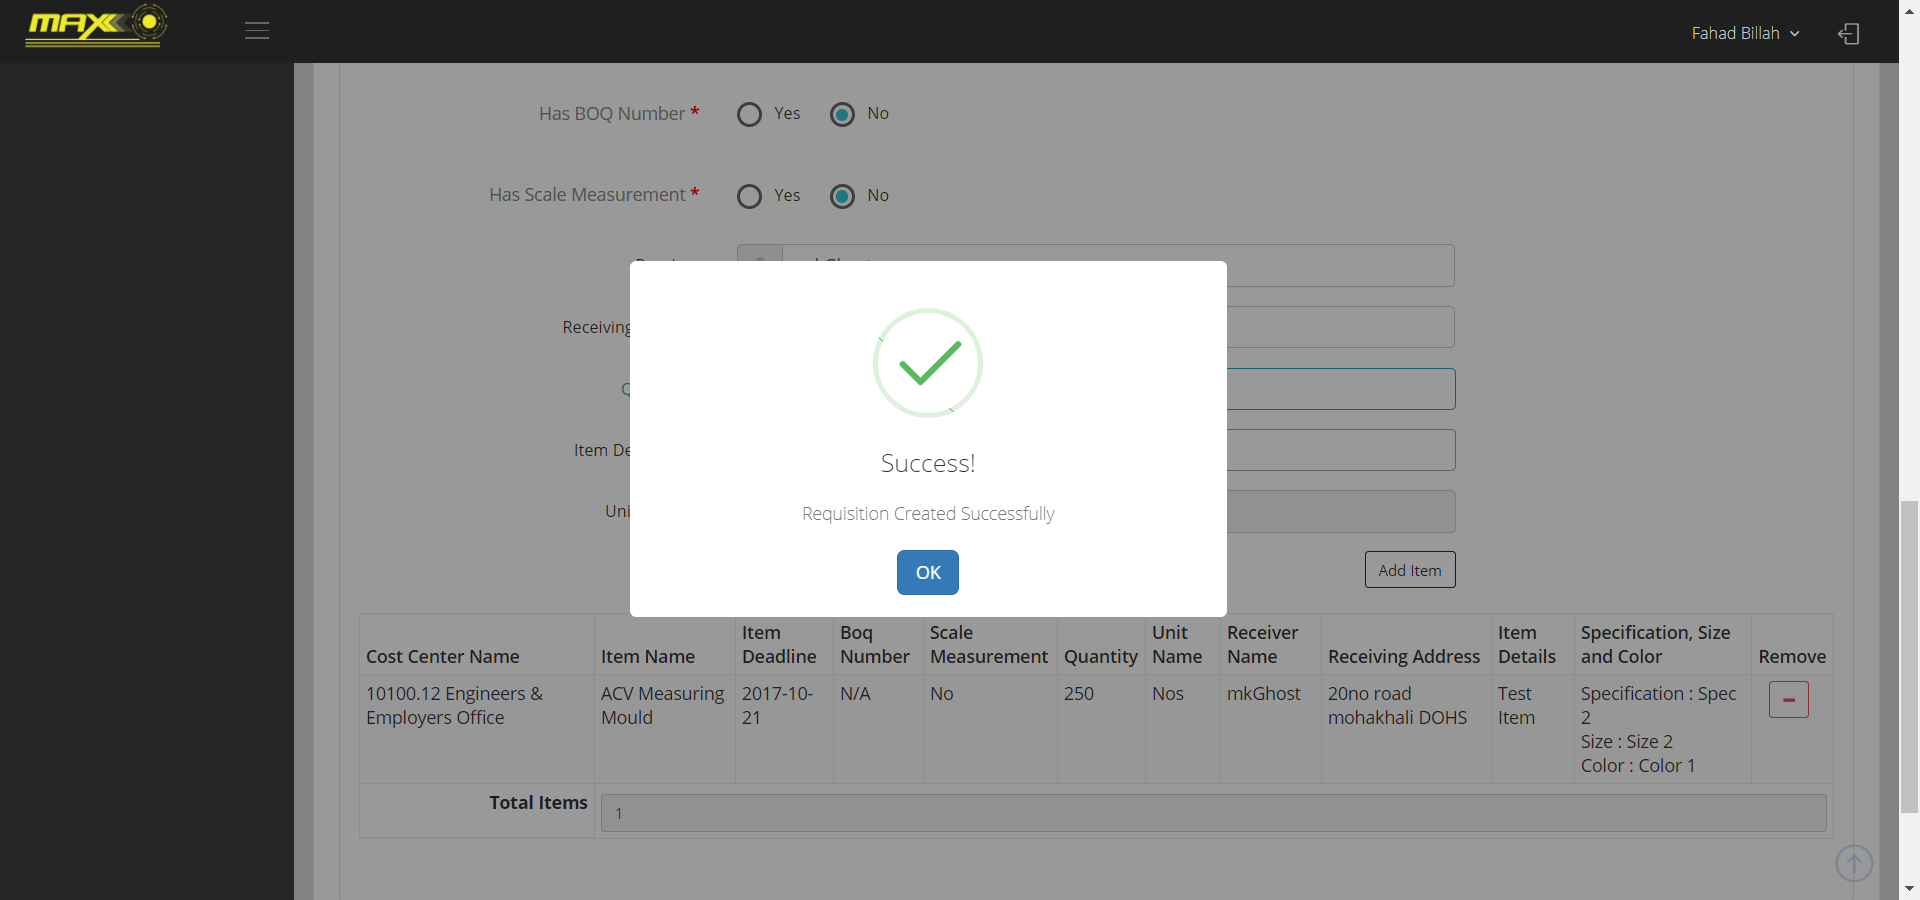 MAX
Fahad Billah
Has BOQ Number *
Yes
No
Has Scale Measurement *
Yes
No
Receiving
Item De
Uni
Success!
Requisition Created Successfully
OK
Add Item
Cost Center Name
Item Name
Item
Deadline
Boq
Number
Scale
Measurement
Quantity
Unit
Name
Receiver
Name
Receiving Address
Item
Details
Specification, Size
and Color
Remove
10100.12 Engineers &
Employers Office
ACV Measuring
Mould
2017-10-
21
N/A
No
250
Nos
mkGhost
20no road
mohakhali DOHS
Test
Item
Specification : Spec
2
Size : Size 2
Color : Color 1
Total Items
1